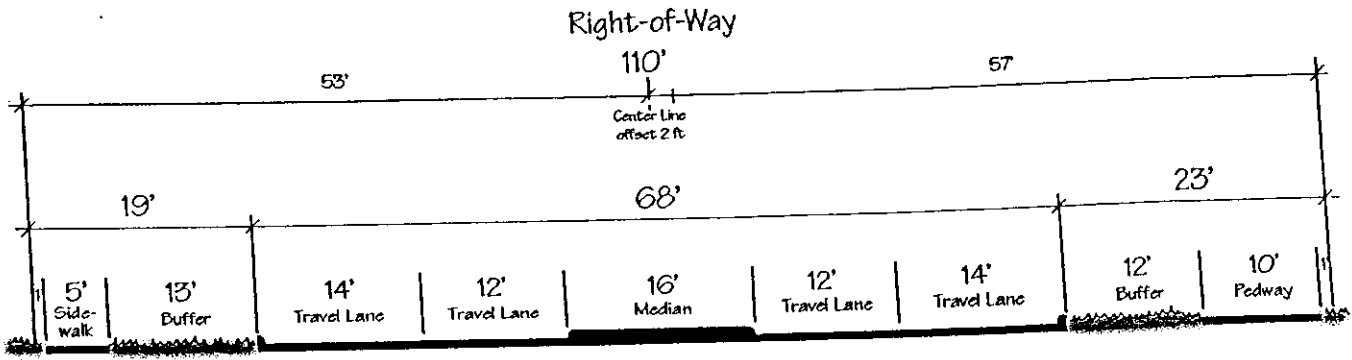 Right-of-Way
110'
53'
57'
Center Line
offset 2 ft
19'
68'
23'
1'
5'
Side-
walk
13'
Buffer
14'
Travel Lane
12'
Travel Lane
16'
Median
12'
Travel Lane
14'
Travel Lane
12'
Buffer
10'
Pedway
1'